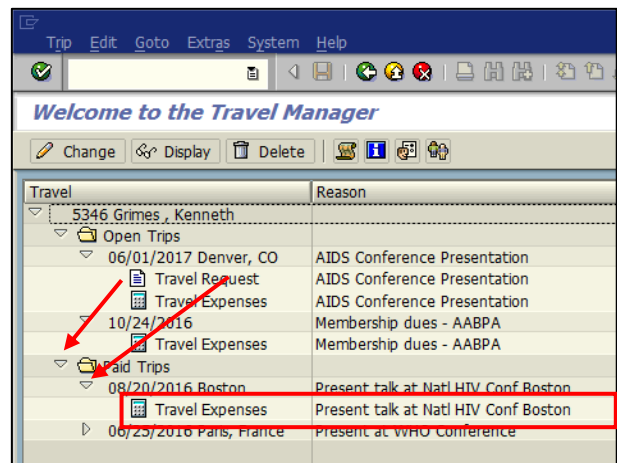 Trip Edit Goto Extras System Help
Welcome to the Travel Manager
Change Display Delete
Travel Reason
5346 Grimes , Kenneth
Open Trips
06/01/2017 Denver, CO AIDS Conference Presentation
Travel Request AIDS Conference Presentation
Travel Expenses AIDS Conference Presentation
10/24/2016 Membership dues - AABPA
Travel Expenses Membership dues - AABPA
Paid Trips
08/20/2016 Boston Present talk at Natl HIV Conf Boston
Travel Expenses Present talk at Natl HIV Conf Boston
06/25/2016 Paris, France Present at WHO Conference